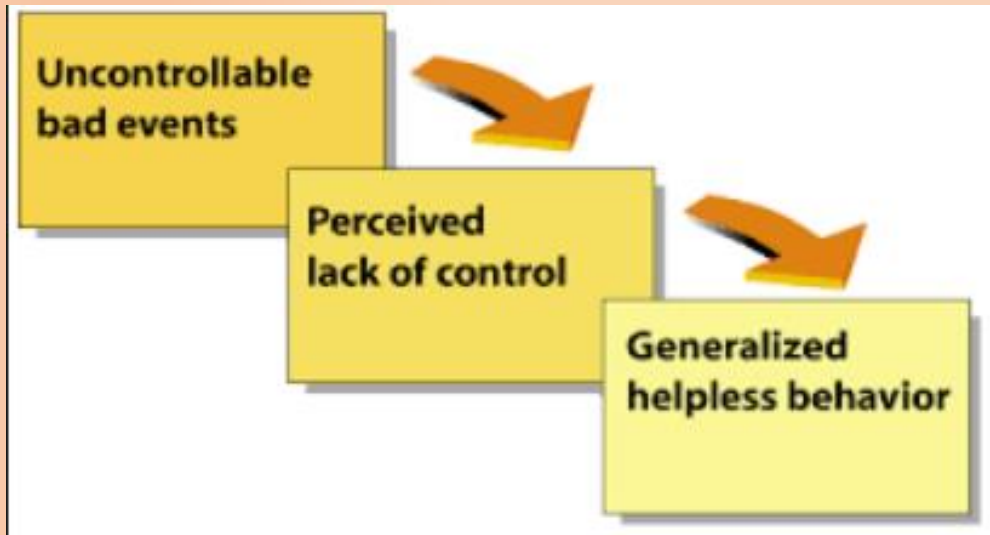 Uncontrollable
bad events
Perceived
lack of control
Generalized
helpless behavior